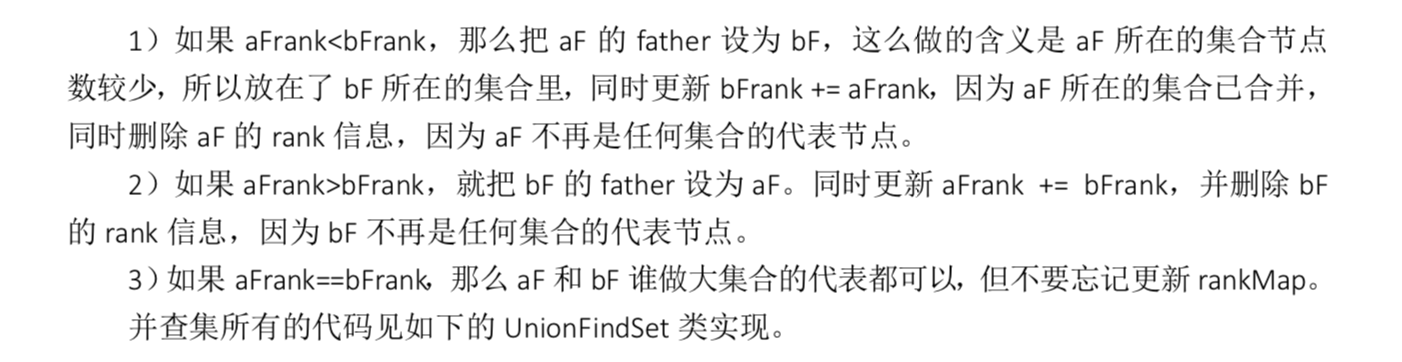 1）如果 aFrank<bFrank，那么把 aF 的 father 设为 bF，这么做的含义是 aF 所在的集合节点
数较少，所以放在了 bF 所在的集合里，同时更新 bFrank += aFrank，因为 aF 所在的集合已合并，
同时删除 aF 的 rank 信息，因为 aF 不再是任何集合的代表节点。
2）如果 aFrank>bFrank，就把 bF 的 father 设为 aF。同时更新 aFrank += bFrank，并删除 bF
的 rank 信息，因为 bF 不再是任何集合的代表节点。
3）如果 aFrank==bFrank，那么 aF 和 bF 谁做大集合的代表都可以，但不要忘记更新 rankMap。
并查集所有的代码见如下的 UnionFindSet 类实现。